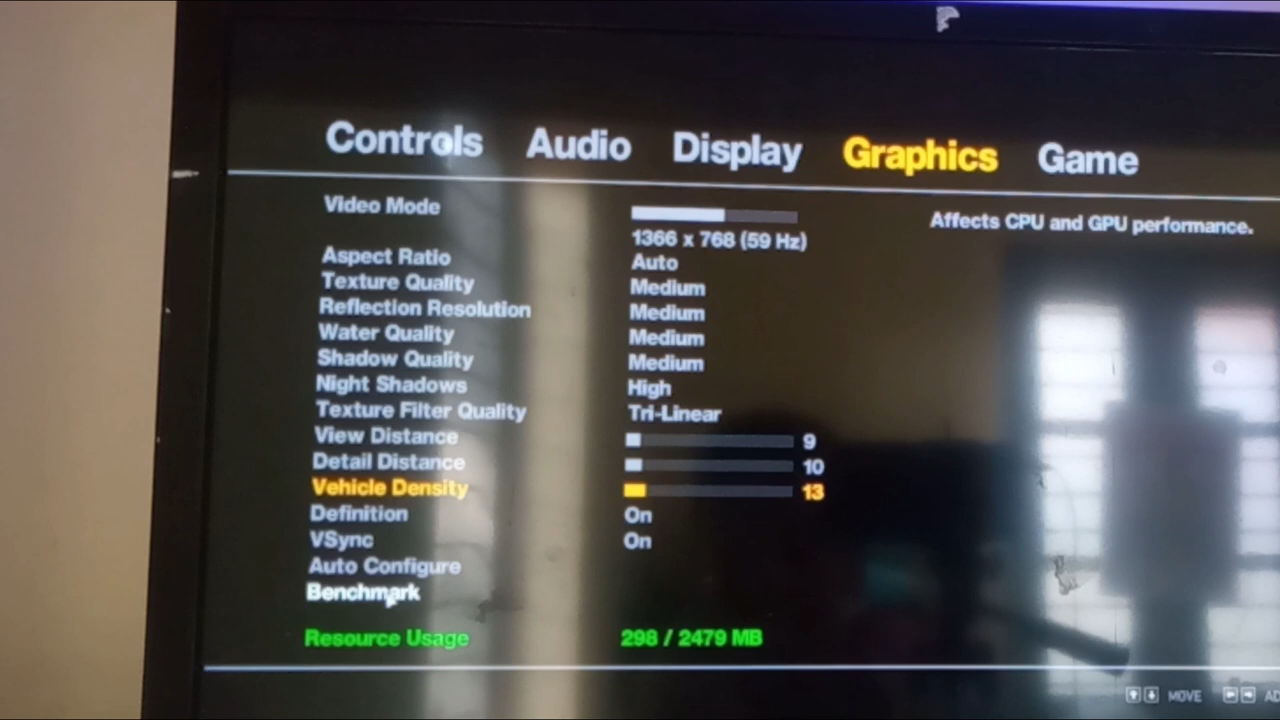 Controls Audio Display Graphics Game
Video Mode
1366 x 768 (59 Hz)
Affects CPU and GPU performance.
Aspect Ratio Auto
Texture Quality Medium
Reflection Resolution Medium
Water Quality Medium
Shadow Quality Medium
Night Shadows High
Texture Filter Quality Tri-Linear
View Distance 9
Detail Distance 10
Vehicle Density 13
Definition On
VSync On
Auto Configure
Benchmark
Resource Usage 298 / 2479 MB
MOVE